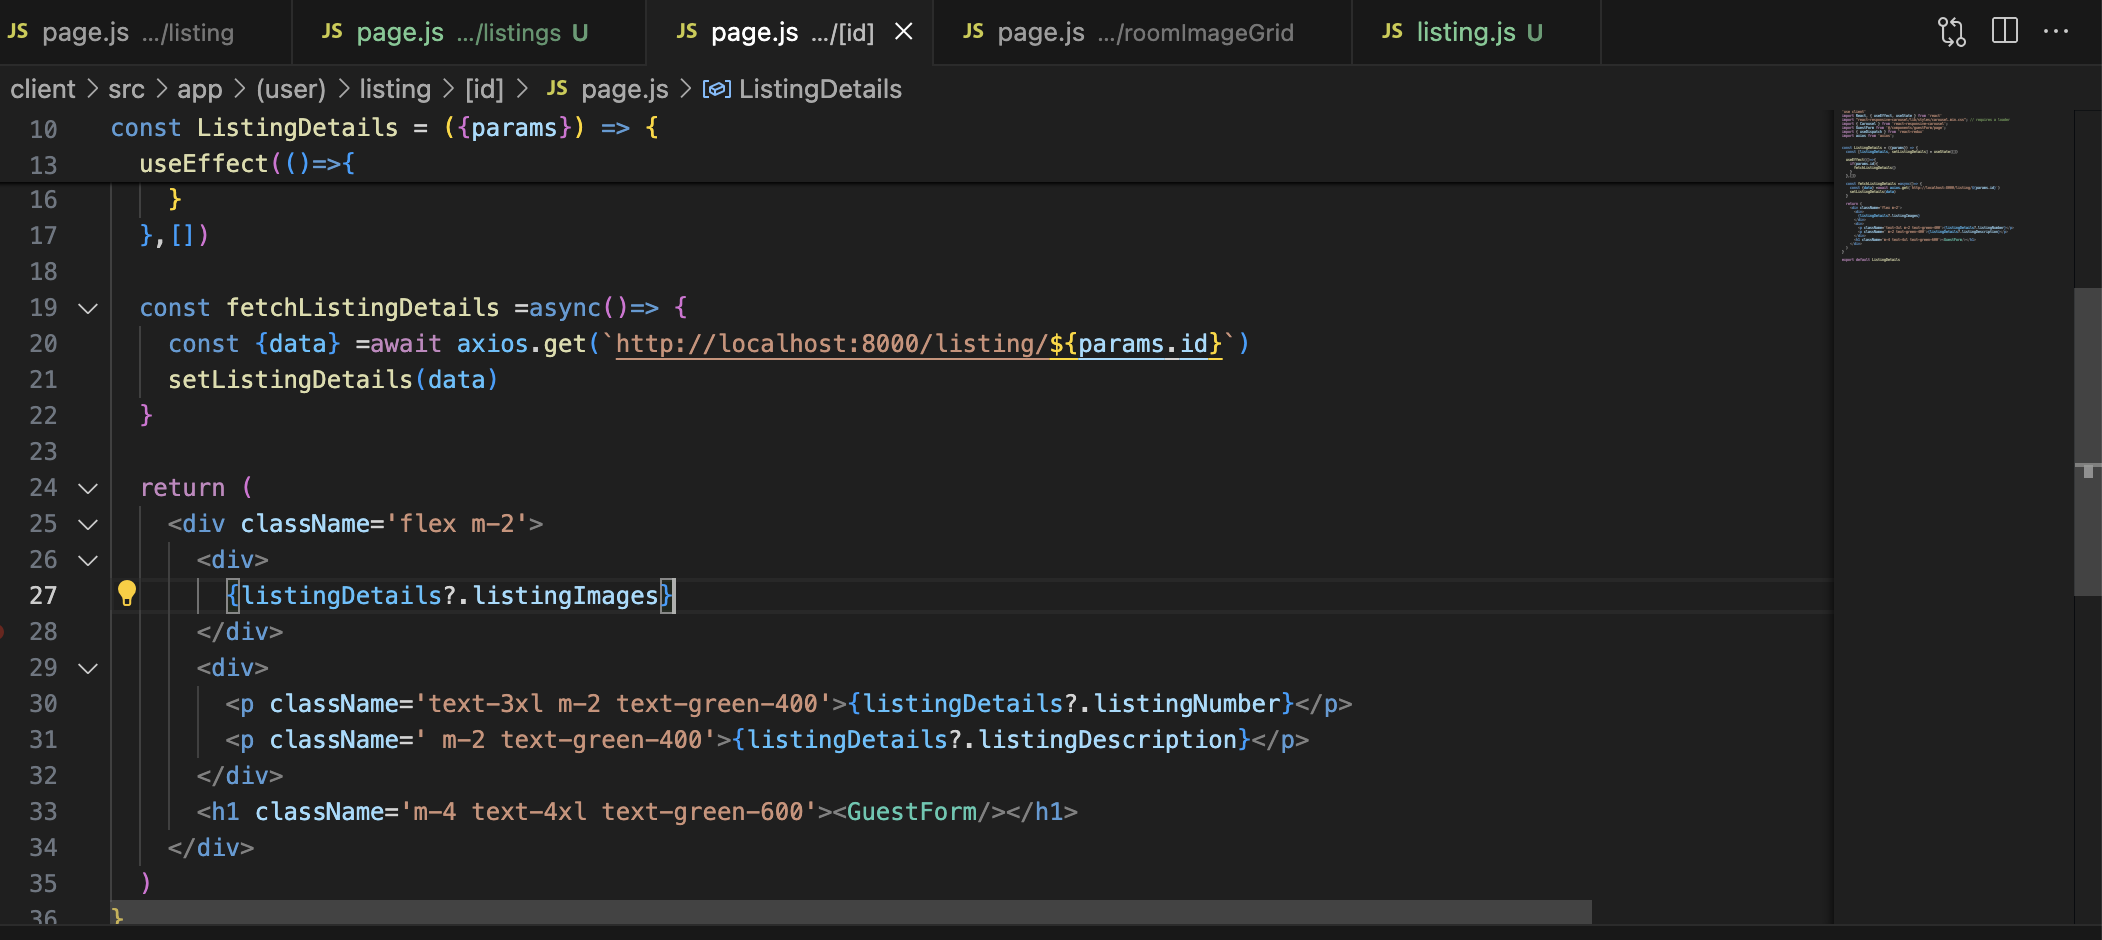 JS page.js .../listing JS page.js .../listings U JS page.js .../[id] JS page.js .../roomImageGrid JS listing.js U
client > src > app > (user) > listing > [id] > JS page.js > ListingDetails
10 const ListingDetails = ({params}) => {
13 useEffect(()=>{
16 }
17 },[])
18
19 const fetchListingDetails =async()=> {
20 const {data} =await axios.get(`http://localhost:8000/listing/${params.id}`)
21 setListingDetails(data)
22 }
23
24 return (
25 <div className='flex m-2'>
26 <div>
27 {listingDetails?.listingImages}
28 </div>
29 <div>
30 <p className='text-3xl m-2 text-green-400'>{listingDetails?.listingNumber}</p>
31 <p className=' m-2 text-green-400'>{listingDetails?.listingDescription}</p>
32 </div>
33 <h1 className='m-4 text-4xl text-green-600'><GuestForm/></h1>
34 </div>
35 )
36 }